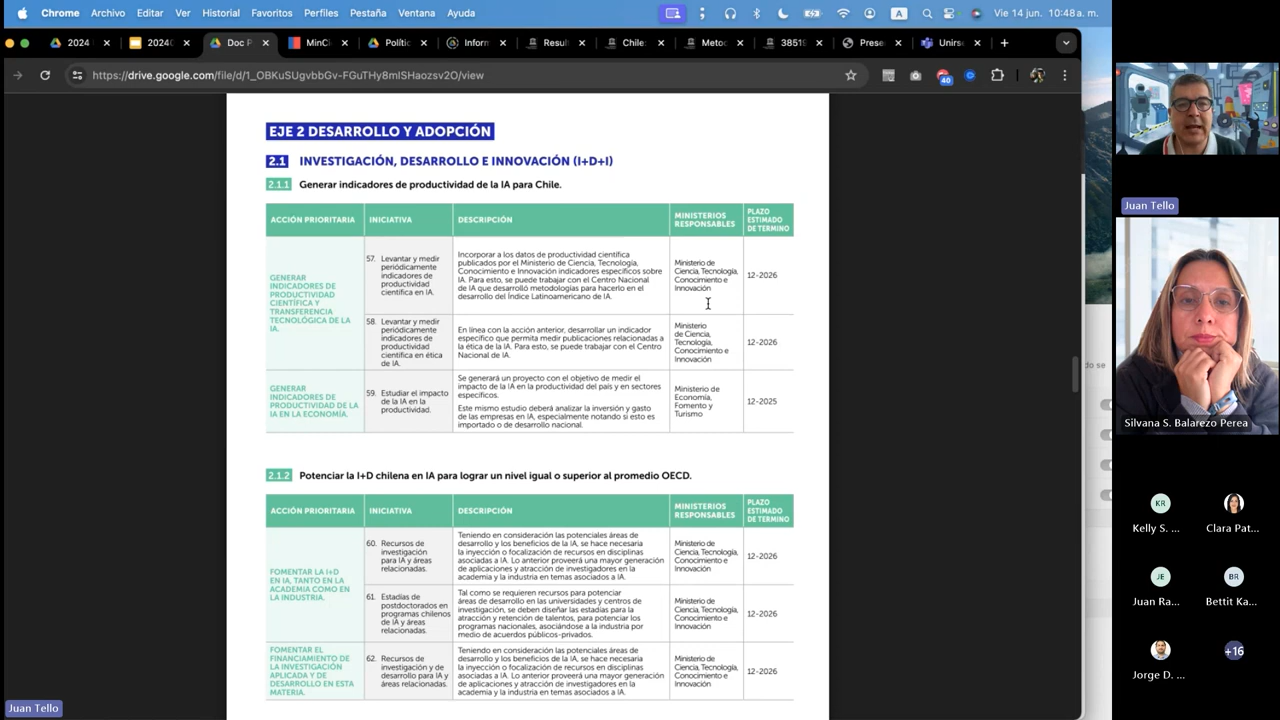 Chrome Archivo Editar Ver Historial Favoritos Perfiles Pestaña Ventana Ayuda
A Vie 14 jun. 10:48 a. m.
2024
2024C
Doc P
MinCi
Polític
Inform
Resul
Chile:
Metoc
38519
Prese
Unirse
https://drive.google.com/file/d/1_OBKuSUgvbbGv-FGuTHy8mlSHaozsv2O/view
40
EJE 2 DESARROLLO Y ADOPCIÓN
2.1 INVESTIGACIÓN, DESARROLLO E INNOVACIÓN (I+D+I)
2.1.1 Generar indicadores de productividad de la IA para Chile.
ACCIÓN PRIORITARIA
INICIATIVA
DESCRIPCIÓN
MINISTERIOS
RESPONSABLES
PLAZO
ESTIMADO
DE TERMINO
GENERAR
INDICADORES DE
PRODUCTIVIDAD
CIENTÍFICA Y
TRANSFERENCIA
TECNOLÓGICA DE LA
IA.
57. Levantar y medir
periódicamente
indicadores de
productividad
científica en IA.
Incorporar a los datos de productividad científica
publicados por el Ministerio de Ciencia, Tecnología,
Conocimiento e Innovación indicadores específicos sobre
IA. Para esto, se puede trabajar con el Centro Nacional
de IA que desarrolló metodologías para hacerlo en el
desarrollo del Índice Latinoamericano de IA.
Ministerio de
Ciencia, Tecnología,
Conocimiento e
Innovación
12-2026
58. Levantar y medir
periódicamente
indicadores de
productividad
científica en ética
de IA.
En línea con la acción anterior, desarrollar un indicador
específico que permita medir publicaciones relacionadas a
la ética de la IA. Para esto, se puede trabajar con el Centro
Nacional de IA.
Ministerio
de Ciencia,
Tecnología,
Conocimiento e
Innovación
12-2026
GENERAR
INDICADORES DE
PRODUCTIVIDAD DE LA
IA EN LA ECONOMÍA.
59. Estudiar el impacto
de la IA en la
productividad.
Se generará un proyecto con el objetivo de medir el
impacto de la IA en la productividad del país y en sectores
específicos.
Este mismo estudio deberá analizar la inversión y gasto
de las empresas en IA, especialmente notando si esto es
importado o de desarrollo nacional.
Ministerio de
Economía,
Fomento y
Turismo
12-2025
2.1.2 Potenciar la I+D chilena en IA para lograr un nivel igual o superior al promedio OECD.
ACCIÓN PRIORITARIA
INICIATIVA
DESCRIPCIÓN
MINISTERIOS
RESPONSABLES
PLAZO
ESTIMADO
DE TERMINO
FOMENTAR LA I+D
EN IA, TANTO EN LA
ACADEMIA COMO EN
LA INDUSTRIA.
60. Recursos de
investigación
para IA y áreas
relacionadas.
Teniendo en consideración las potenciales áreas de
desarrollo y los beneficios de la IA, se hace necesaria
la inyección o focalización de recursos en disciplinas
asociadas a IA. Lo anterior proveerá una mayor generación
de aplicaciones y atracción de investigadores en la
academia y la industria en temas asociados a IA.
Ministerio de
Ciencia, Tecnología,
Conocimiento e
Innovación
12-2026
61. Estadías de
postdoctorados en
programas chilenos
de IA y áreas
relacionadas.
Tal como se requieren recursos para potenciar
áreas de desarrollo en las universidades y centros de
investigación, se deben diseñar las estadías para la
atracción y retención de talentos, para potenciar los
programas nacionales, asociándose a la industria por
medio de acuerdos públicos-privados.
Ministerio de
Ciencia, Tecnología,
Conocimiento e
Innovación
12-2026
FOMENTAR EL
FINANCIAMIENTO DE
LA INVESTIGACIÓN
APLICADA Y DE
DESARROLLO EN ESTA
MATERIA.
62. Recursos de
investigación y de
desarrollo para IA y
áreas relacionadas.
Teniendo en consideración las potenciales áreas de
desarrollo y los beneficios de la IA, se hace necesaria
la inyección o focalización de recursos en disciplinas
asociadas a IA. Lo anterior proveerá una mayor generación
de aplicaciones y atracción de investigadores en la
academia y la industria en temas asociados a IA.
Ministerio de
Ciencia, Tecnología,
Conocimiento e
Innovación
12-2026
Juan Tello
do se
Juan Tello
Silvana S. Balarezo Perea
KR
Kelly S. ...
Clara Pat...
JE
Juan Ra...
BR
Bettit Ka...
Jorge D. ...
+16